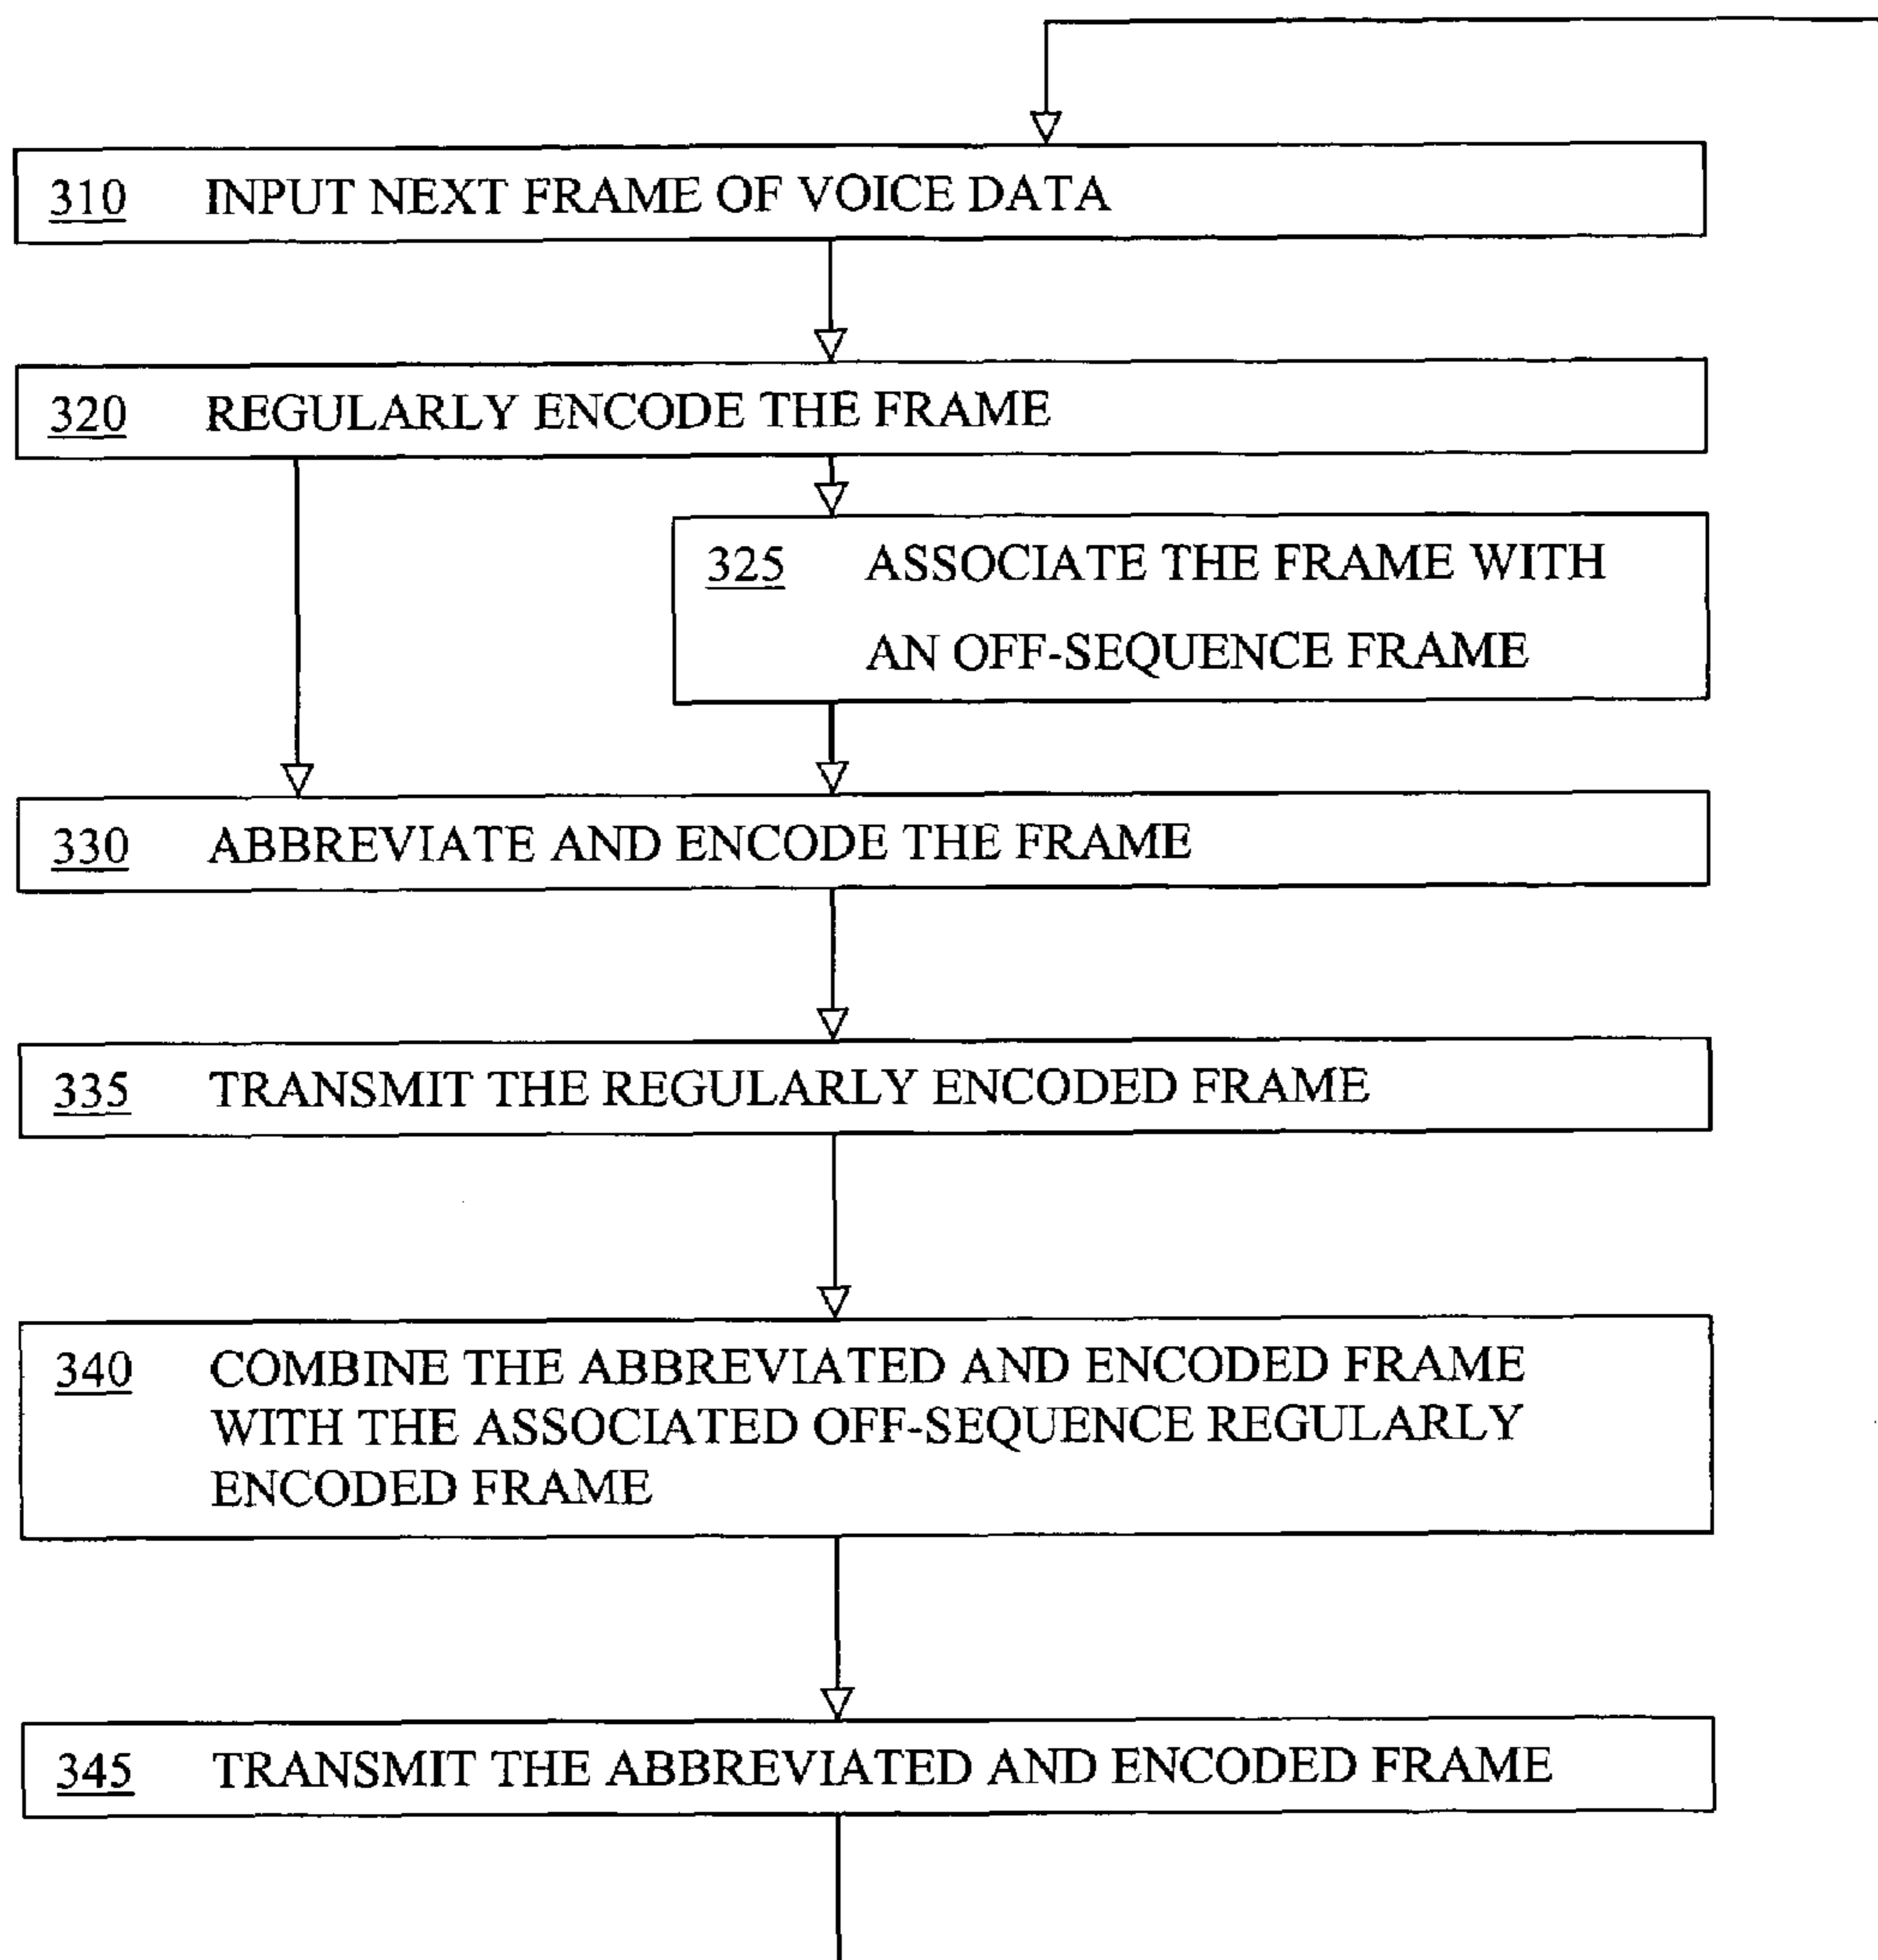 310 INPUT NEXT FRAME OF VOICE DATA
320 REGULARLY ENCODE THE FRAME
325 ASSOCIATE THE FRAME WITH
AN OFF-SEQUENCE FRAME
330 ABBREVIATE AND ENCODE THE FRAME
335 TRANSMIT THE REGULARLY ENCODED FRAME
340 COMBINE THE ABBREVIATED AND ENCODED FRAME
WITH THE ASSOCIATED OFF-SEQUENCE REGULARLY
ENCODED FRAME
345 TRANSMIT THE ABBREVIATED AND ENCODED FRAME